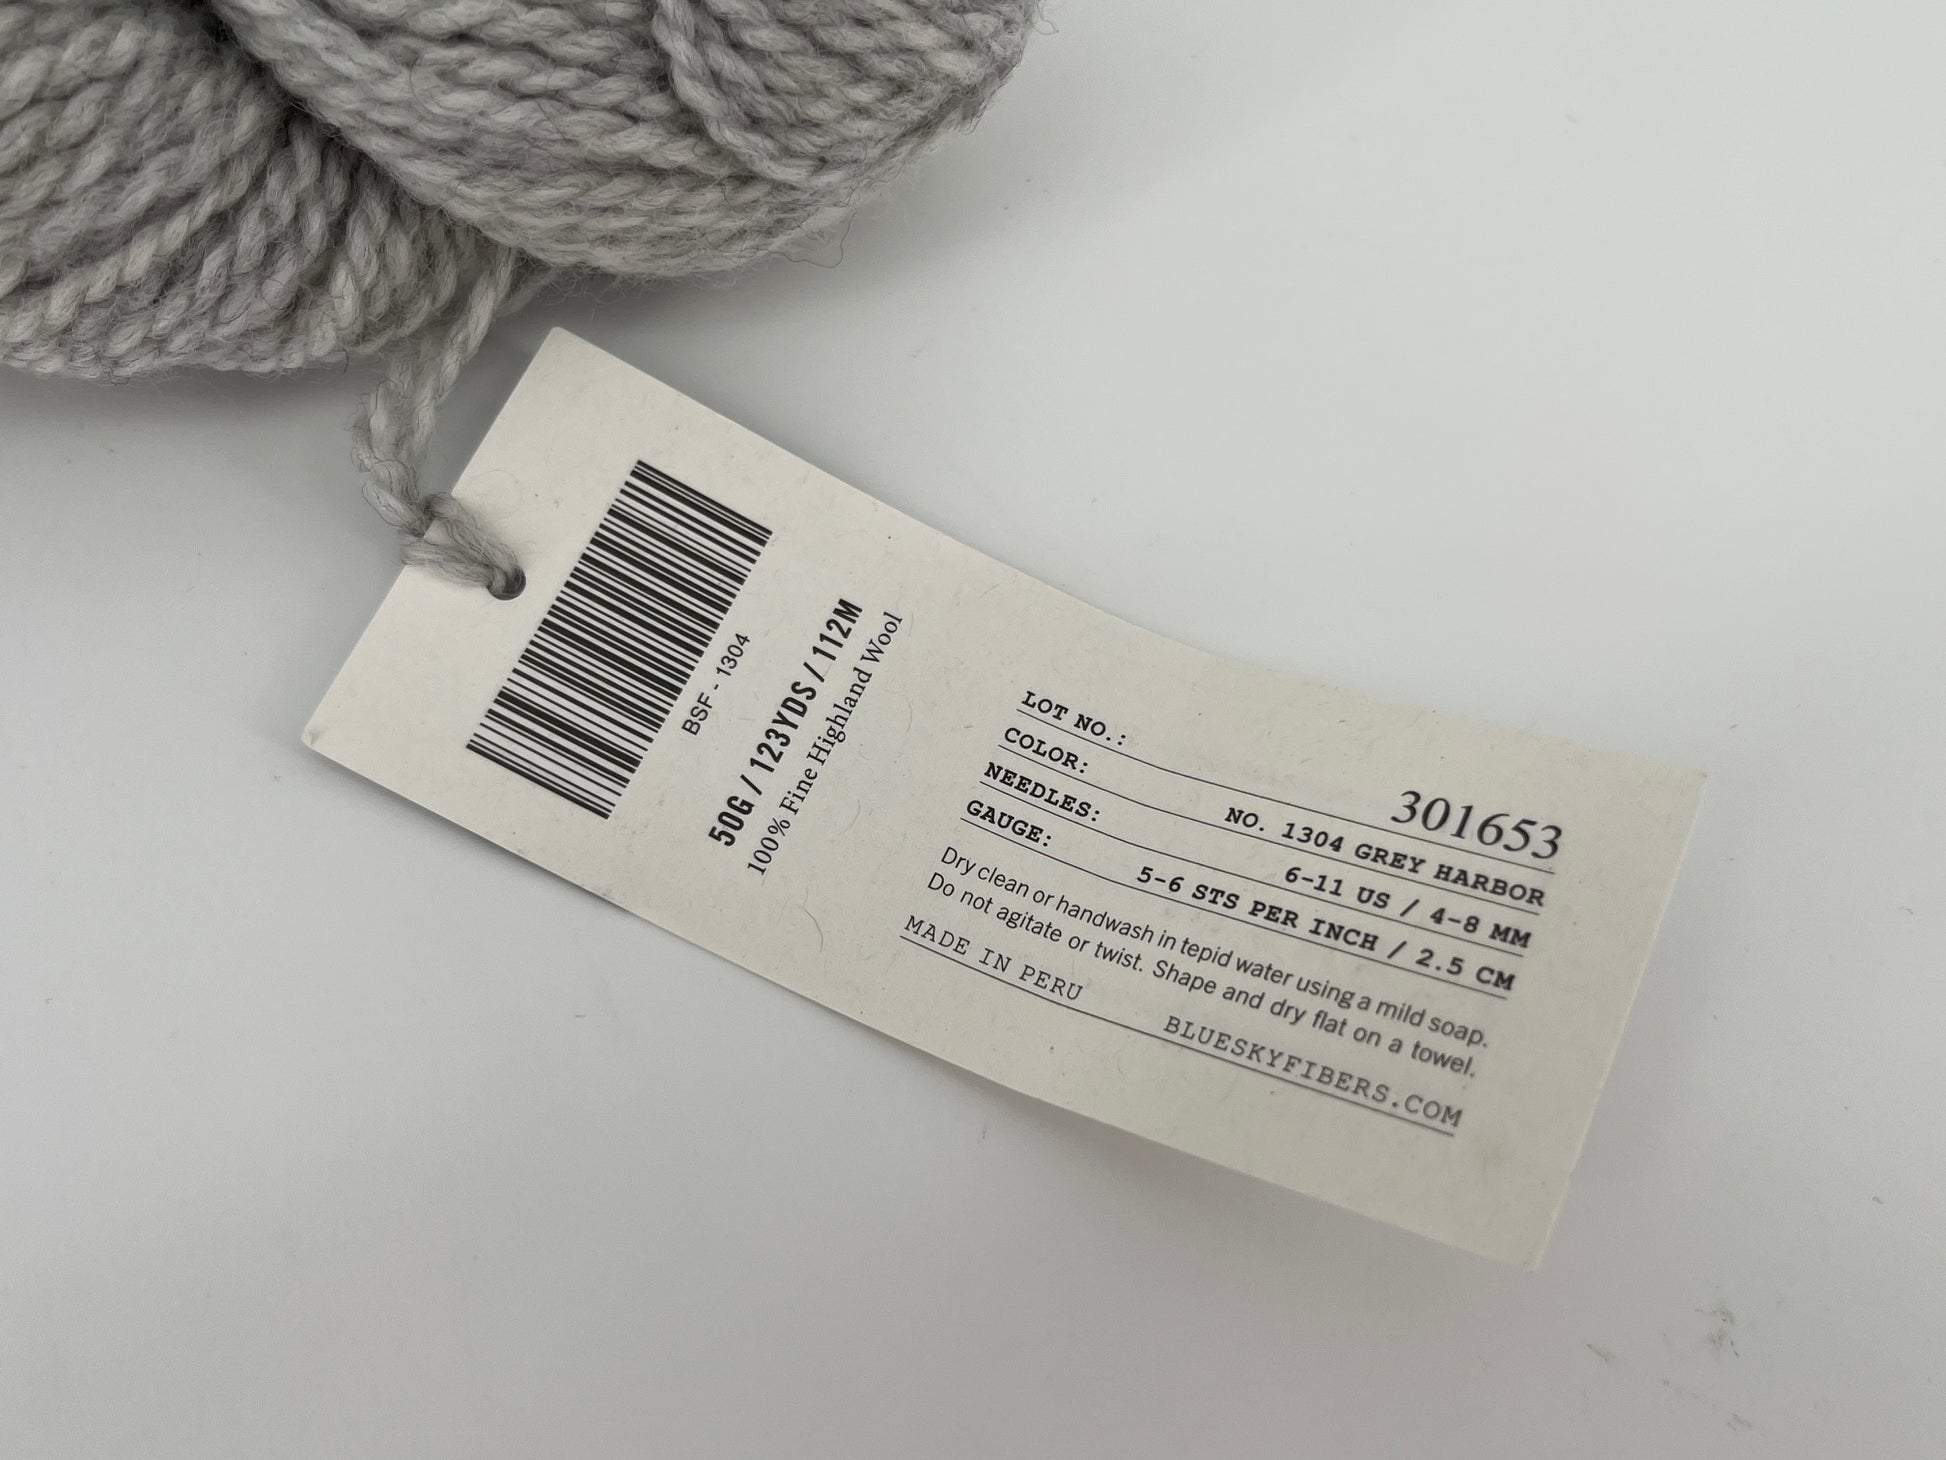 BSF - 1304
50G / 123YDS / 112M
100% Fine Highland Wool
LOT NO.: 301653
COLOR: NO. 1304 GREY HARBOR
NEEDLES: 6-11 US / 4-8 MM
GAUGE: 5-6 STS PER INCH / 2.5 CM
Dry clean or handwash in tepid water using a mild soap.
Do not agitate or twist. Shape and dry flat on a towel.
MADE IN PERU BLUESKYFIBERS.COM